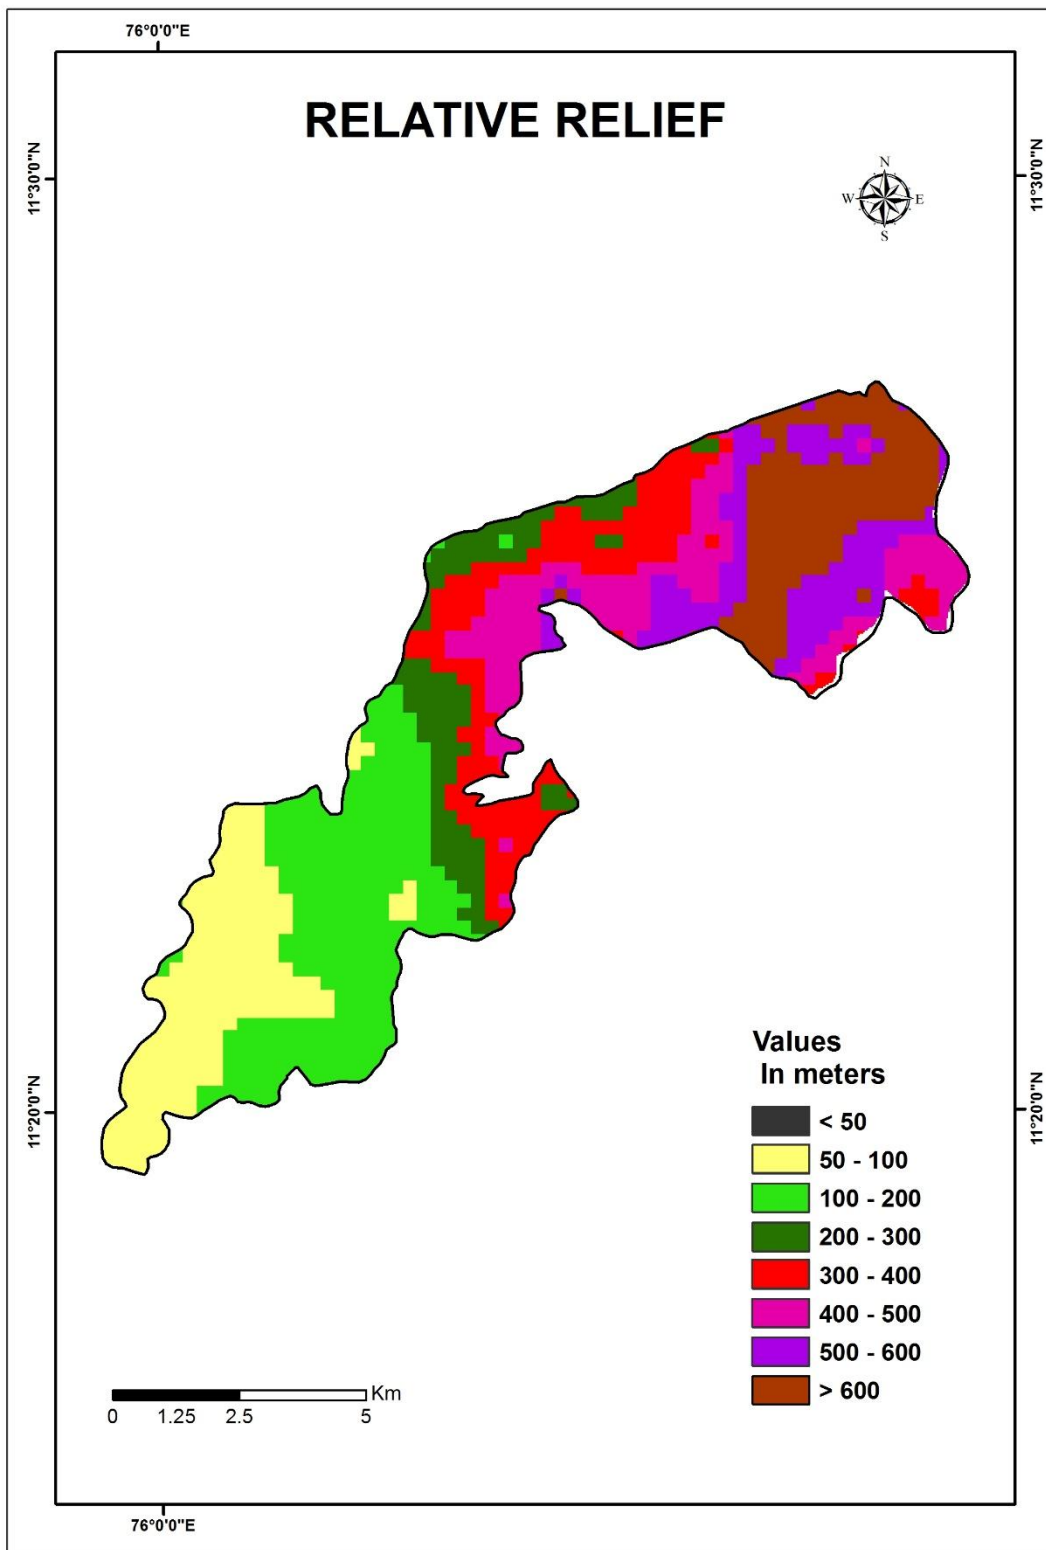 76°0'0"E
RELATIVE RELIEF
11°30'0"N
11°30'0"N
N
W E
S
Values
In meters
< 50
50 - 100
100 - 200
200 - 300
300 - 400
400 - 500
500 - 600
> 600
11°20'0"N
11°20'0"N
Km
0 1.25 2.5 5
76°0'0"E